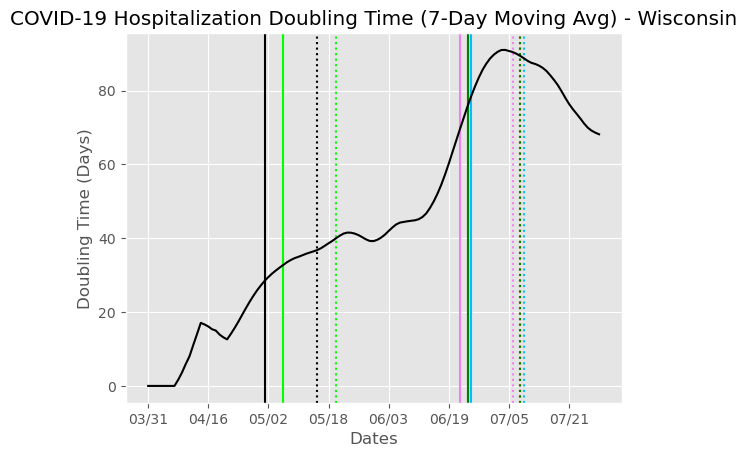 COVID-19 Hospitalization Doubling Time (7-Day Moving Avg) - Wisconsin
Doubling Time (Days)
80
60
40
20
0
03/31 04/16 05/02 05/18 06/03 06/19 07/05 07/21
Dates